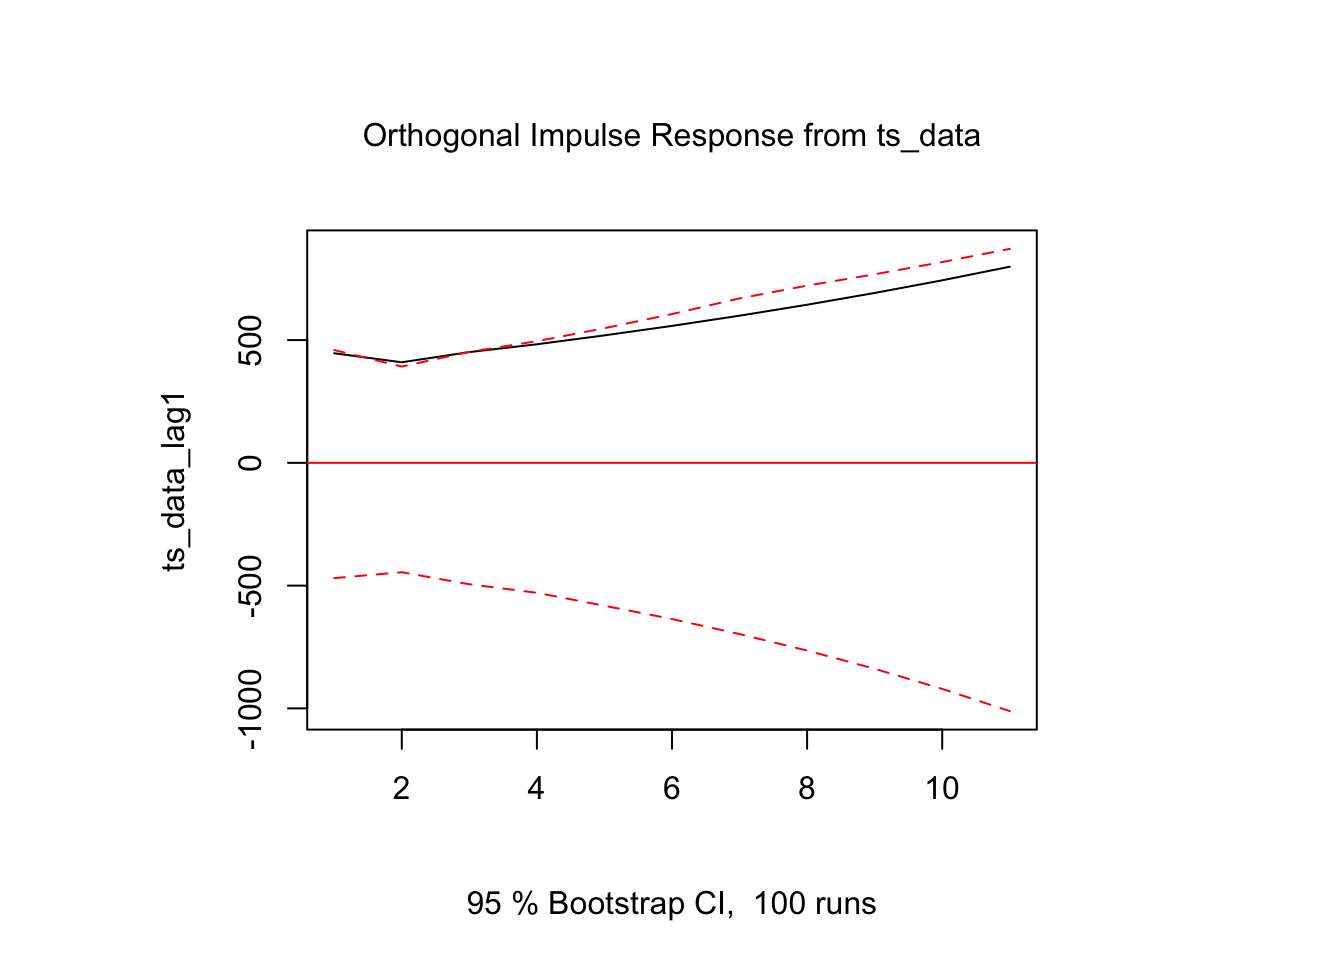 Orthogonal Impulse Response from ts_data
ts_data_lag1
500
0
-500
-1000
2 4 6 8 10
95 % Bootstrap CI,  100 runs